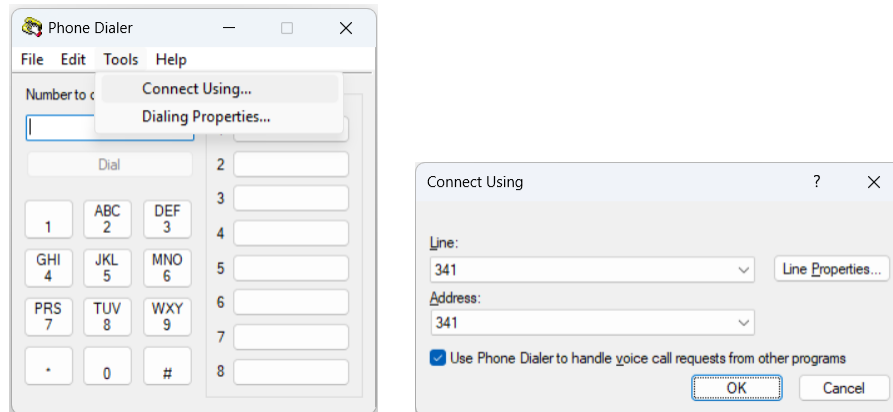 Phone Dialer
File Edit Tools Help
Connect Using...
Number to
Dialing Properties...
Dial
2
3
4
5
6
7
8
1
ABC
2
DEF
3
GHI
4
JKL
5
MNO
6
PRS
7
TUV
8
WXY
9
*
0
#
Connect Using ?
Line:
341
Line Properties...
Address:
341
Use Phone Dialer to handle voice call requests from other programs
OK Cancel